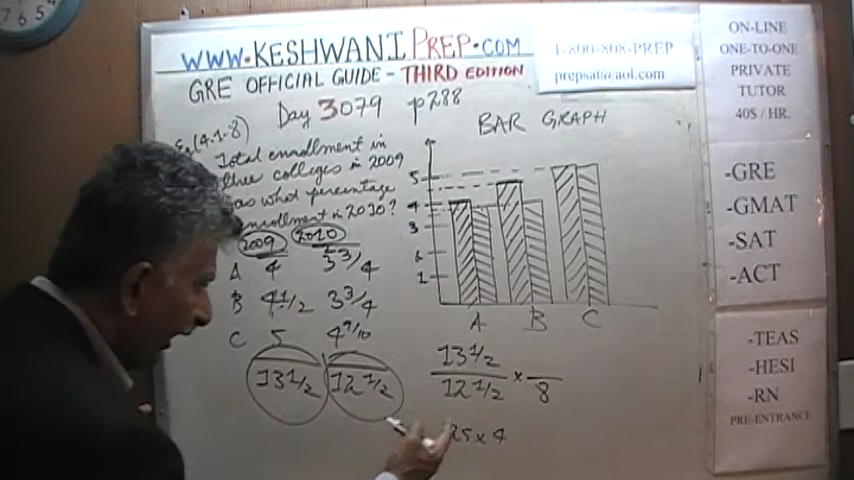 7 6 5
WWW.KESHWANIPREP.COM
1-800-808-PREP
prepsat@aol.com
GRE OFFICIAL GUIDE - THIRD EDITION
Day 3079 p288
BAR GRAPH
Total enrollment in
three colleges in 2009
was what percentage
enrollment in 2010?
2009 2010
A 4 3 3/4
B 4 1/2 3 3/4
C 5 4 9/10
13 1/2 12 1/2
5
4
3
1
A B C
13 1/2
12 1/2 × 8
25 × 4
ON-LINE
ONE-TO-ONE
PRIVATE
TUTOR
40$ / HR.
-GRE
-GMAT
-SAT
-ACT
-TEAS
-HESI
-RN
PRE-ENTRANCE